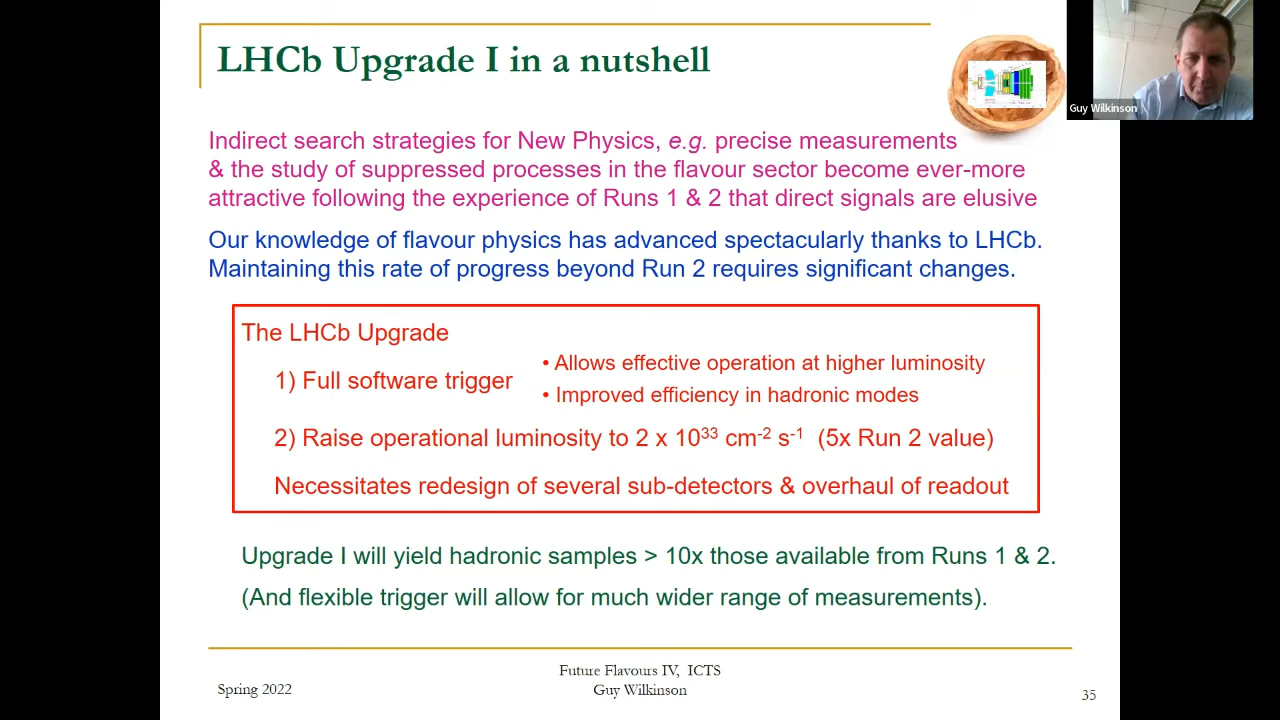 LHCb Upgrade I in a nutshell
Guy Wilkinson
Indirect search strategies for New Physics, e.g. precise measurements
& the study of suppressed processes in the flavour sector become ever-more
attractive following the experience of Runs 1 & 2 that direct signals are elusive
Our knowledge of flavour physics has advanced spectacularly thanks to LHCb.
Maintaining this rate of progress beyond Run 2 requires significant changes.
The LHCb Upgrade
1) Full software trigger
• Allows effective operation at higher luminosity
• Improved efficiency in hadronic modes
2) Raise operational luminosity to 2 x 10³³ cm⁻² s⁻¹ (5x Run 2 value)
Necessitates redesign of several sub-detectors & overhaul of readout
Upgrade I will yield hadronic samples > 10x those available from Runs 1 & 2.
(And flexible trigger will allow for much wider range of measurements).
Spring 2022
Future Flavours IV, ICTS
Guy Wilkinson
35